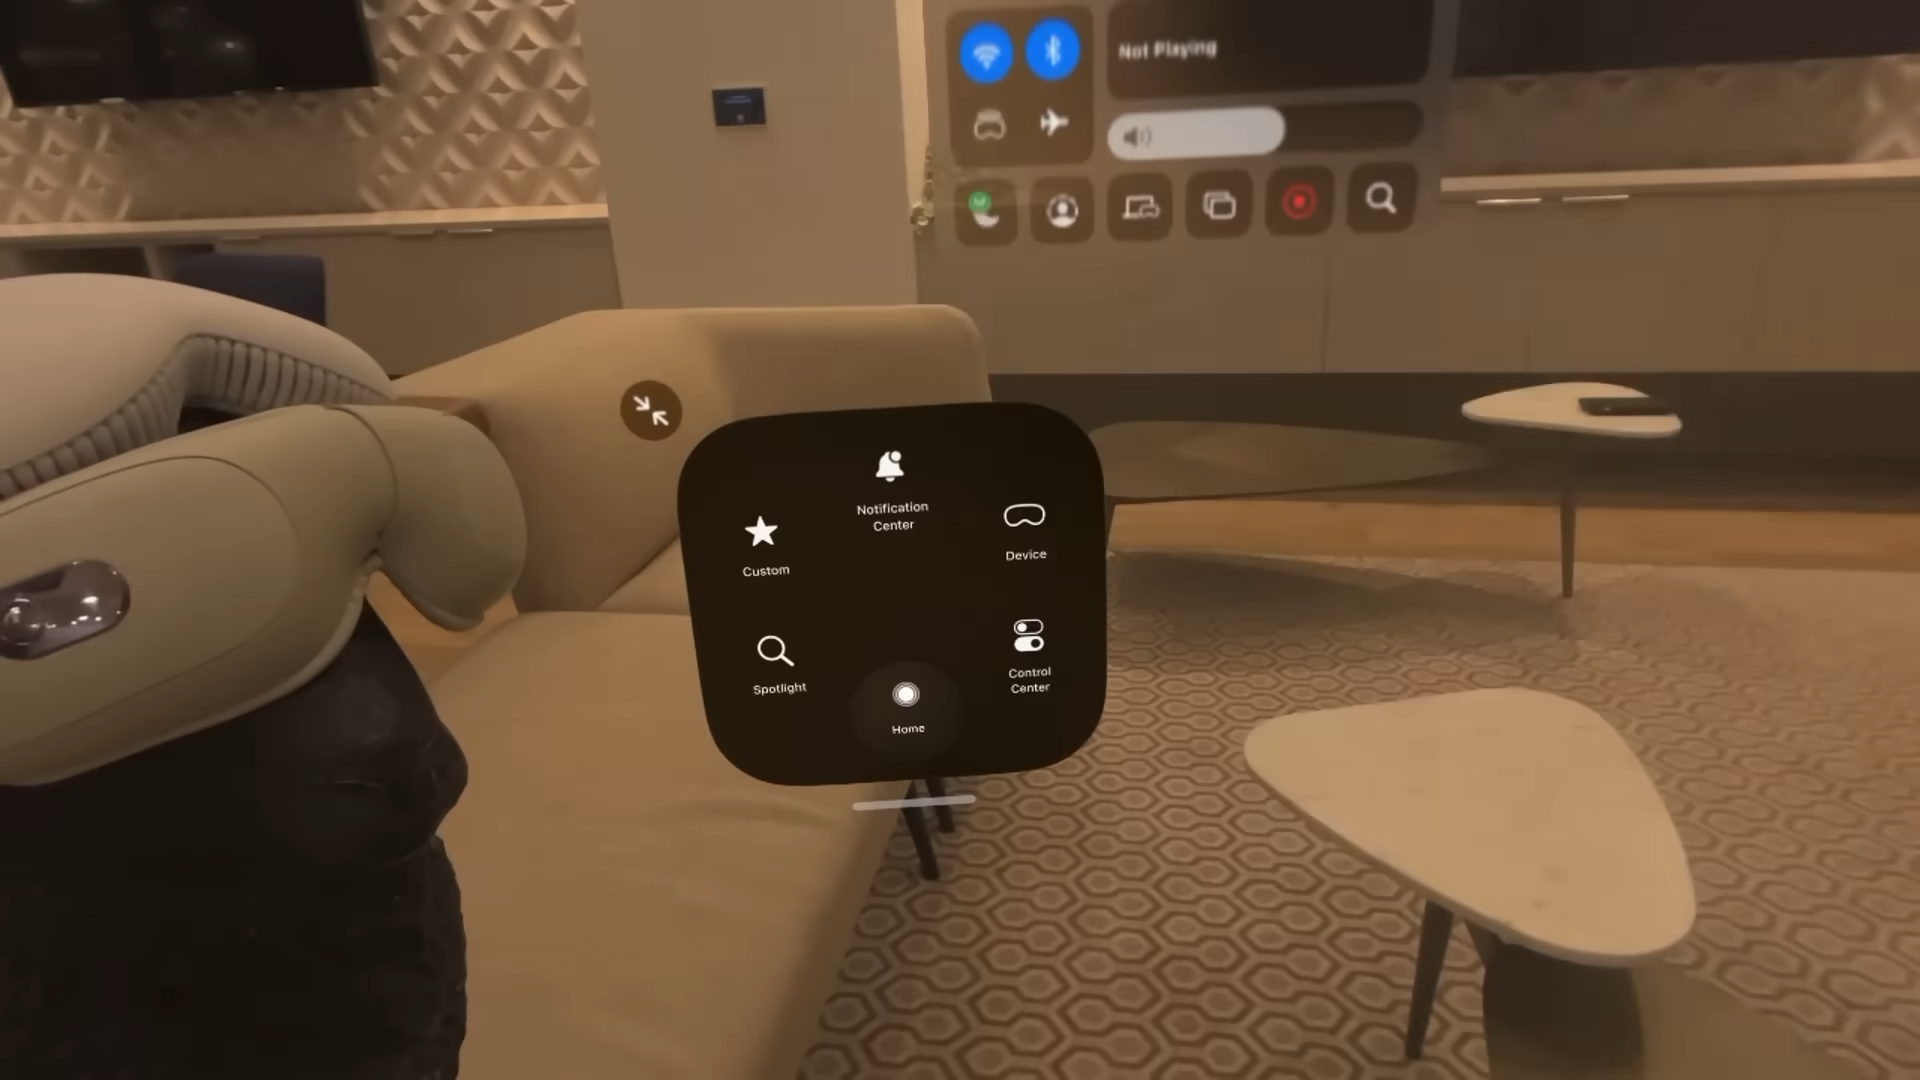 Not Playing
Notification
Center
Custom
Device
Spotlight
Control
Center
Home